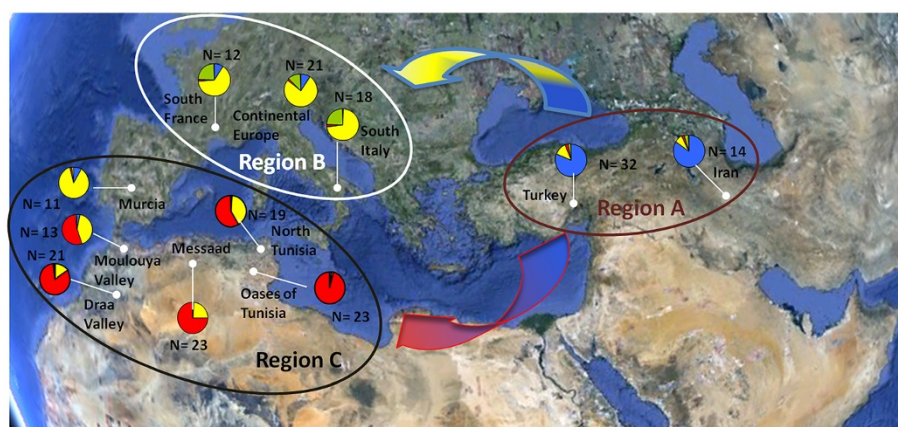 N= 12
South
France
N= 21
Continental
Europe
N= 18
South
Italy
Region B
N= 32
Turkey
N= 14
Iran
Region A
N= 11
Murcia
N= 13
Moulouya
Valley
N= 21
Draa
Valley
N= 19
North
Tunisia
Messaad
N= 23
Oases of
Tunisia
N= 23
Region C